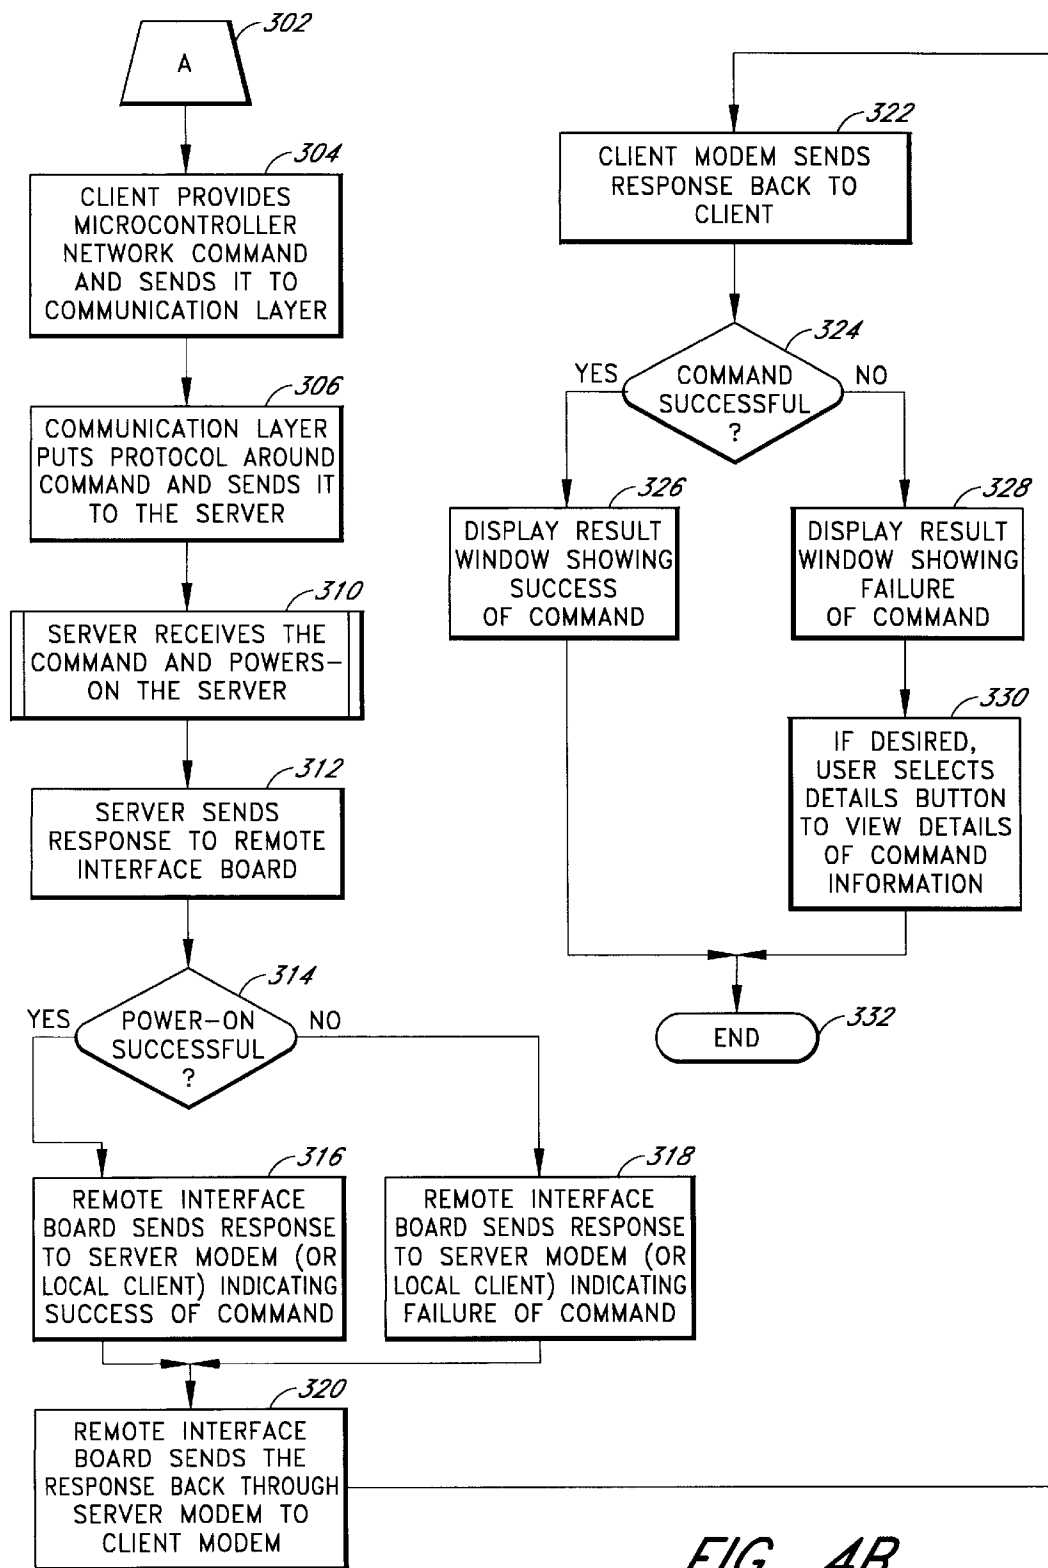 302
A
304
CLIENT PROVIDES
MICROCONTROLLER
NETWORK COMMAND
AND SENDS IT TO
COMMUNICATION LAYER
306
COMMUNICATION LAYER
PUTS PROTOCOL AROUND
COMMAND AND SENDS IT
TO THE SERVER
310
SERVER RECEIVES THE
COMMAND AND POWERS-
ON THE SERVER
312
SERVER SENDS
RESPONSE TO REMOTE
INTERFACE BOARD
314
YES
POWER-ON
SUCCESSFUL
?
NO
316
REMOTE INTERFACE
BOARD SENDS RESPONSE
TO SERVER MODEM (OR
LOCAL CLIENT) INDICATING
SUCCESS OF COMMAND
318
REMOTE INTERFACE
BOARD SENDS RESPONSE
TO SERVER MODEM (OR
LOCAL CLIENT) INDICATING
FAILURE OF COMMAND
320
REMOTE INTERFACE
BOARD SENDS THE
RESPONSE BACK THROUGH
SERVER MODEM TO
CLIENT MODEM
322
CLIENT MODEM SENDS
RESPONSE BACK TO
CLIENT
324
YES
COMMAND
SUCCESSFUL
?
NO
326
DISPLAY RESULT
WINDOW SHOWING
SUCCESS
OF COMMAND
328
DISPLAY RESULT
WINDOW SHOWING
FAILURE
OF COMMAND
330
IF DESIRED,
USER SELECTS
DETAILS BUTTON
TO VIEW DETAILS
OF COMMAND
INFORMATION
END
332
FIG. 4B